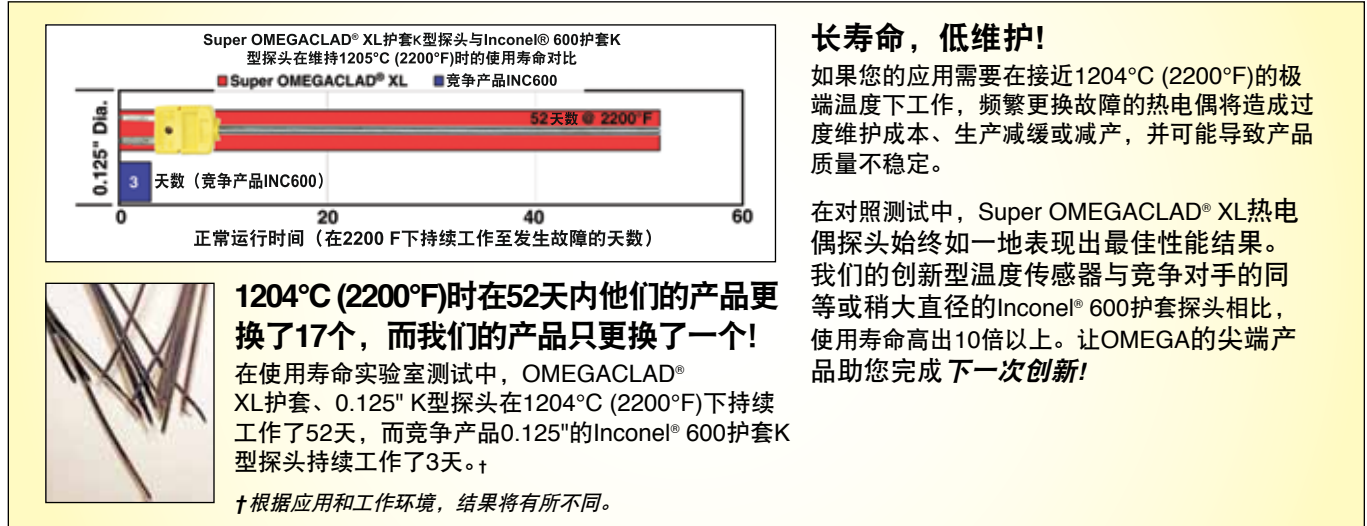 Super OMEGACLAD® XL护套K型探头与Inconel® 600护套K
型探头在维持1205°C (2200°F)时的使用寿命对比
Super OMEGACLAD® XL 竞争产品INC600
0.125" Dia.
52天数 @ 2200°F
3 天数（竞争产品INC600）
0 20 40 60
正常运行时间（在2200 F下持续工作至发生故障的天数）
1204°C (2200°F)时在52天内他们的产品更
换了17个，而我们的产品只更换了一个!
在使用寿命实验室测试中，OMEGACLAD®
XL护套、0.125" K型探头在1204°C (2200°F)下持续
工作了52天，而竞争产品0.125"的Inconel® 600护套K
型探头持续工作了3天。†
†根据应用和工作环境，结果将有所不同。
长寿命，低维护!
如果您的应用需要在接近1204°C (2200°F)的极
端温度下工作，频繁更换故障的热电偶将造成过
度维护成本、生产减缓或减产，并可能导致产品
质量不稳定。
在对照测试中，Super OMEGACLAD® XL热电
偶探头始终如一地表现出最佳性能结果。
我们的创新型温度传感器与竞争对手的同
等或稍大直径的Inconel® 600护套探头相比，
使用寿命高出10倍以上。让OMEGA的尖端产
品助您完成下一次创新!